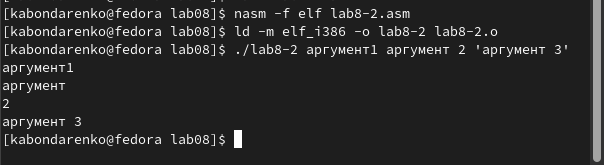 [kabondarenko@fedora lab08]$ nasm -f elf lab8-2.asm
[kabondarenko@fedora lab08]$ ld -m elf_i386 -o lab8-2 lab8-2.o
[kabondarenko@fedora lab08]$ ./lab8-2 аргумент1 аргумент 2 'аргумент 3'
аргумент1
аргумент
2
аргумент 3
[kabondarenko@fedora lab08]$